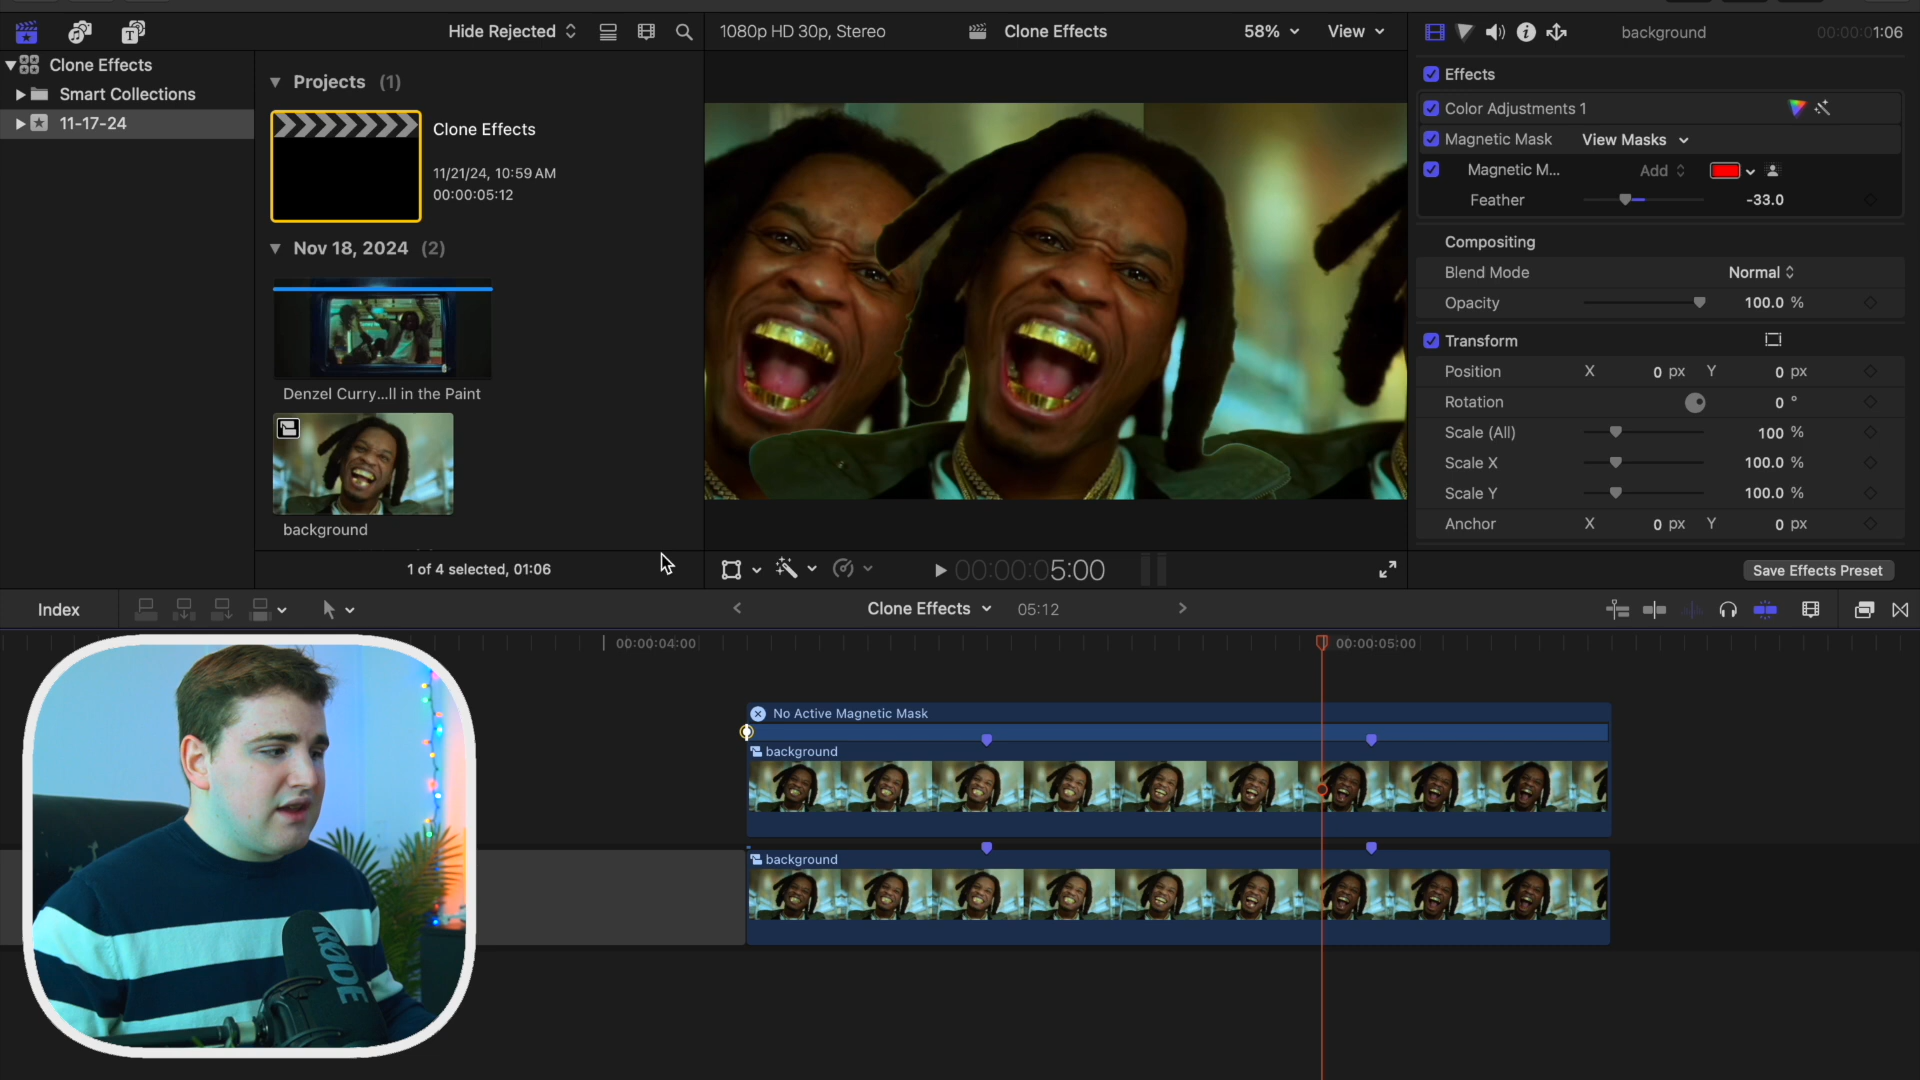 Hide Rejected
1080p HD 30p, Stereo
Clone Effects
58%
View
background
00:00:01:06
Clone Effects
Smart Collections
11-17-24
Projects (1)
Clone Effects
11/21/24, 10:59 AM
00:00:05:12
Nov 18, 2024 (2)
Denzel Curry...ll in the Paint
background
1 of 4 selected, 01:06
00:00:05:00
Effects
Color Adjustments 1
Magnetic Mask View Masks
Magnetic M... Add
Feather -33.0
Compositing
Blend Mode Normal
Opacity 100.0 %
Transform
Position X 0 px Y 0 px
Rotation 0 °
Scale (All) 100 %
Scale X 100.0 %
Scale Y 100.0 %
Anchor X 0 px Y 0 px
Save Effects Preset
Index
Clone Effects
05:12
00:00:04:00
00:00:05:00
No Active Magnetic Mask
background
background
RØDE